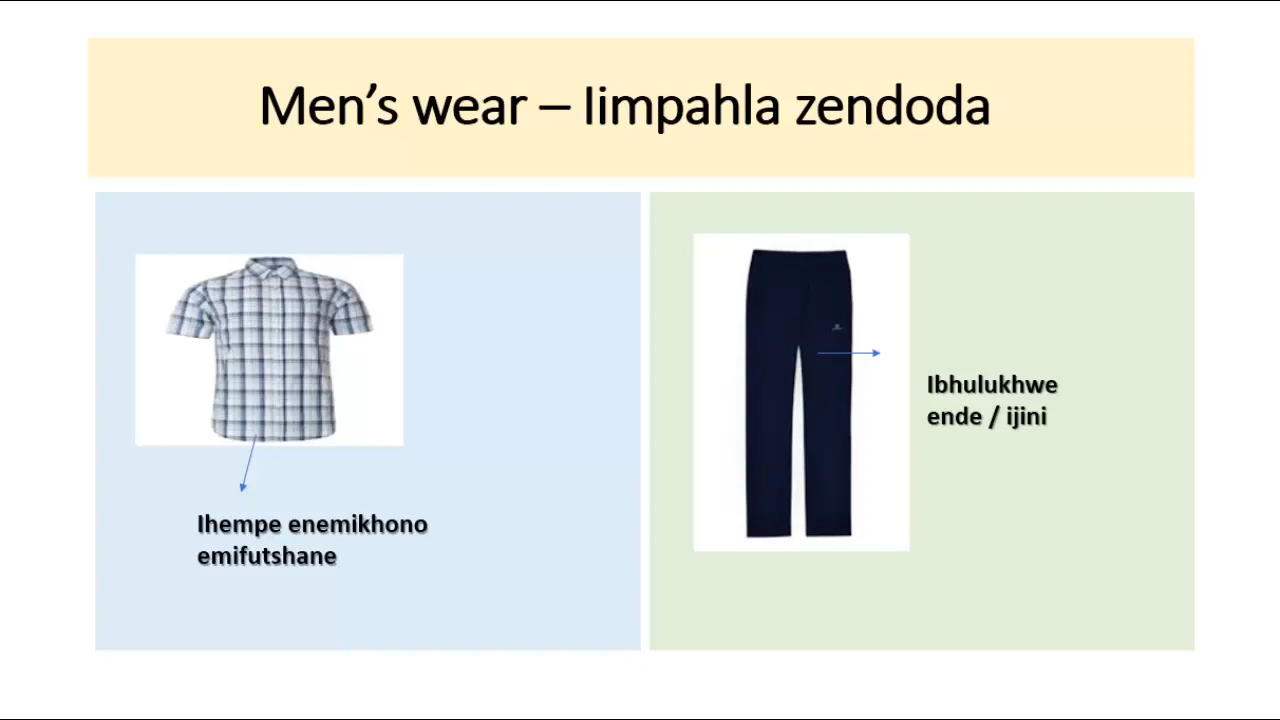 Men’s wear – Iimpahla zendoda
Ihempe enemikhono
emifutshane
Ibhulukhwe
ende / ijini